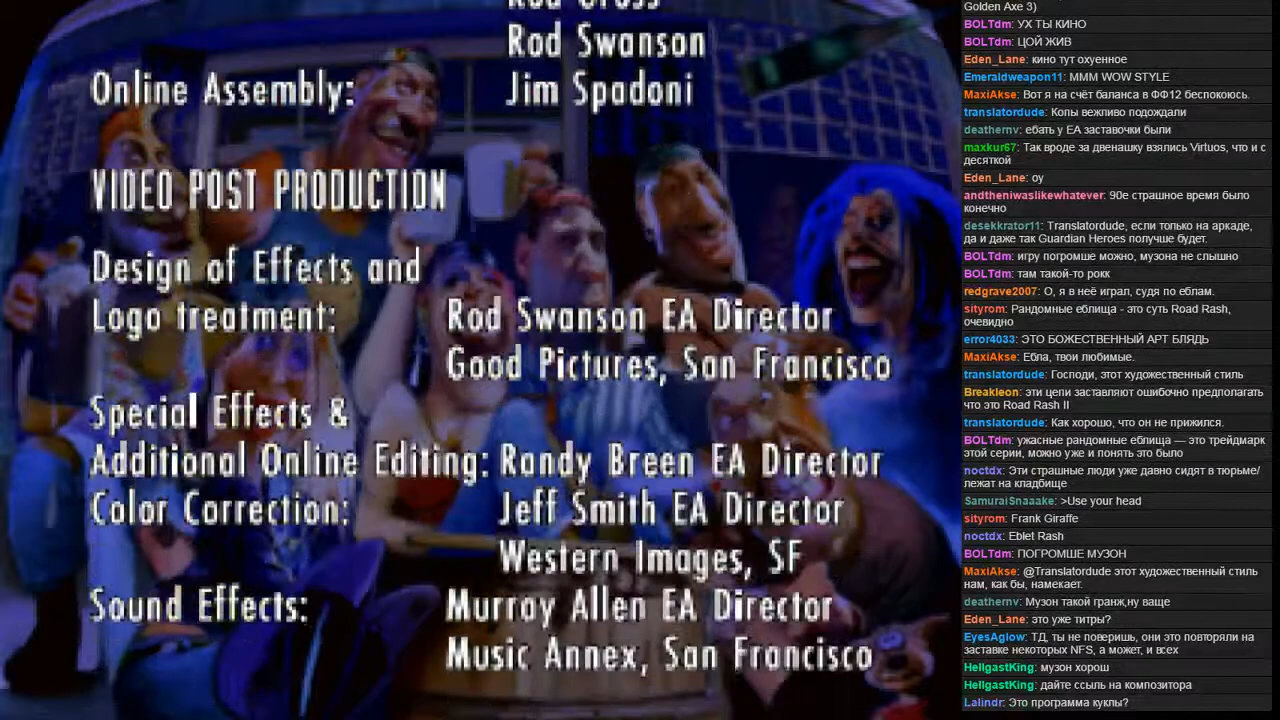 Rod Gross
Rod Swanson
Online Assembly: Jim Spadoni
VIDEO POST PRODUCTION
Design of Effects and
Logo treatment: Rod Swanson EA Director
Good Pictures, San Francisco
Special Effects &
Additional Online Editing: Randy Breen EA Director
Color Correction: Jeff Smith EA Director
Western Images, SF
Sound Effects: Murray Allen EA Director
Music Annex, San Francisco
Golden Axe 3)
BOLTdm: УХ ТЫ КИНО
BOLTdm: ЦОЙ ЖИВ
Eden_Lane: кино тут охуенное
Emeraldweapon11: МММ WOW STYLE
MaxiAkse: Вот я на счёт баланса в ФФ12 беспокоюсь.
translatordude: Копы вежливо подождали
deathernv: ебать у ЕА заставочки были
maxkur67: Так вроде за двенашку взялись Virtuos, что и с
десяткой
Eden_Lane: оу
andtheniwaslikewhatever: 90е страшное время было
конечно
desekkrator11: Translatordude, если только на аркаде,
да и даже так Guardian Heroes получше будет.
BOLTdm: игру погромше можно, музона не слышно
BOLTdm: там такой-то рокк
redgrave2007: О, я в неё играл, судя по еблам.
sityrom: Рандомные еблища - это суть Road Rash,
очевидно
error4033: ЭТО БОЖЕСТВЕННЫЙ АРТ БЛЯДЬ
MaxiAkse: Ебла, твои любимые.
translatordude: Господи, этот художественный стиль
Breakleon: эти цепи заставляют ошибочно предполагать
что это Road Rash II
translatordude: Как хорошо, что он не прижился.
BOLTdm: ужасные рандомные еблища — это трейдмарк
этой серии, можно уже и понять это было
noctdx: Эти страшные люди уже давно сидят в тюрьме/
лежат на кладбище
SamuraiSnaaake: >Use your head
sityrom: Frank Giraffe
noctdx: Eblet Rash
BOLTdm: ПОГРОМШЕ МУЗОН
MaxiAkse: @Translatordude этот художественный стиль
нам, как бы, намекает.
deathernv: Музон такой гранж,ну ваще
Eden_Lane: это уже титры?
EyesAglow: ТД, ты не поверишь, они это повторяли на
заставке некоторых NFS, а может, и всех
HellgastKing: музон хорош
HellgastKing: дайте ссыль на композитора
Lalindr: Это программа куклы?